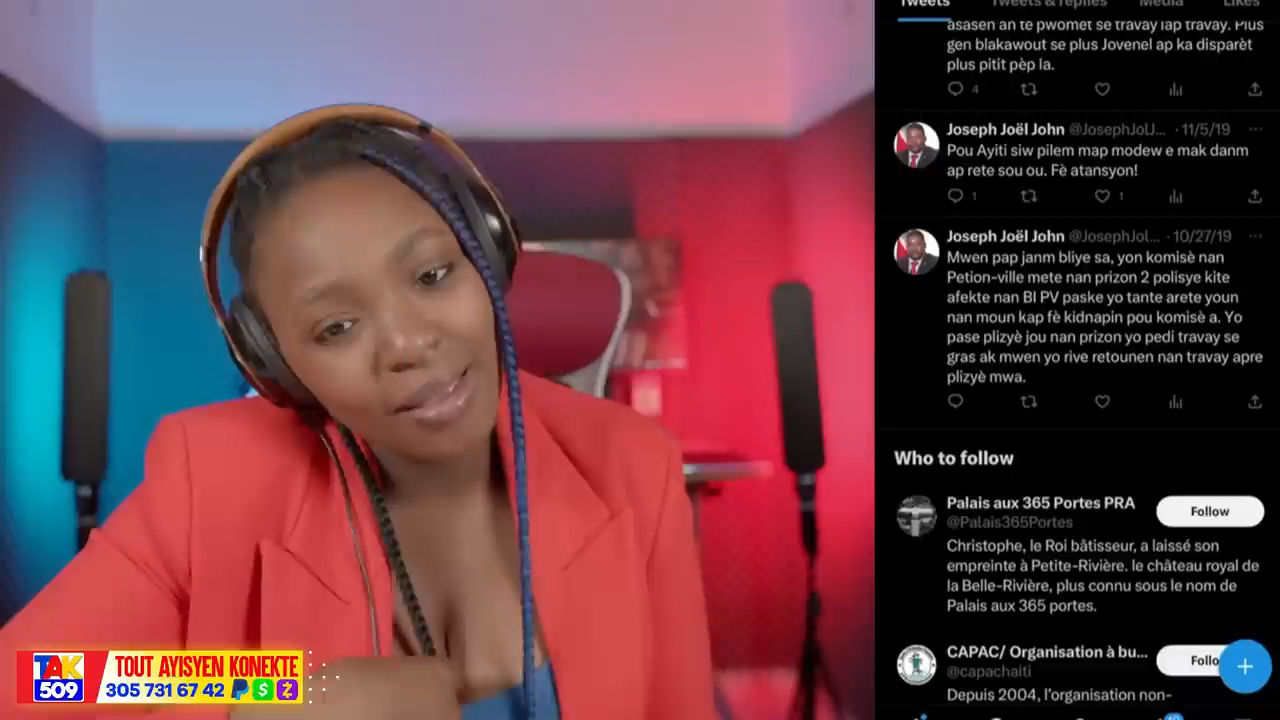 Tweets
Tweets & replies
Media
Likes
asasen an te pwomet se travay lap travay. Plus
gen blakawout se plus Jovenel ap ka disparèt
plus pitit pèp la.
4
Joseph Joël John @JosephJolJ... · 11/5/19
Pou Ayiti siw pilem map modew e mak danm
ap rete sou ou. Fè atansyon!
1
1
Joseph Joël John @JosephJol... · 10/27/19
Mwen pap janm bliye sa, yon komisè nan
Petion-ville mete nan prizon 2 polisye kite
afekte nan BI PV paske yo tante arete youn
nan moun kap fè kidnapin pou komisè a. Yo
pase plizyè jou nan prizon yo pedi travay se
gras ak mwen yo rive retounen nan travay apre
plizyè mwa.
Who to follow
Palais aux 365 Portes PRA
@Palais365Portes
Follow
Christophe, le Roi bâtisseur, a laissé son
empreinte à Petite-Rivière. le château royal de
la Belle-Rivière, plus connu sous le nom de
Palais aux 365 portes.
CAPAC/ Organisation à bu...
@capachaiti
Follo
Depuis 2004, l'organisation non-
TAK
509
TOUT AYISYEN KONEKTE
305 731 67 42